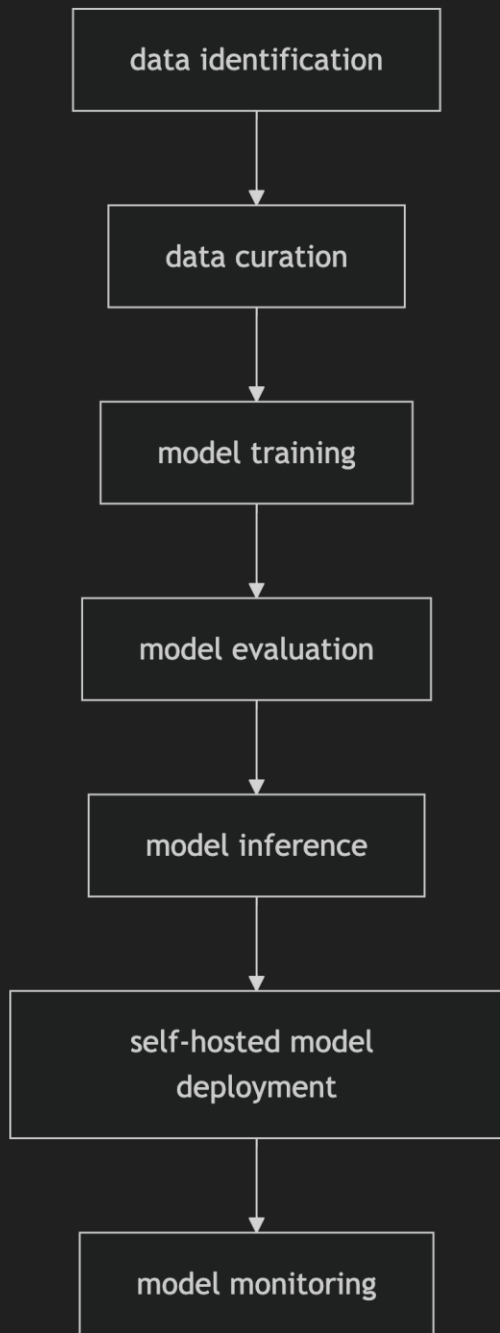 data identification
data curation
model training
model evaluation
model inference
self-hosted model
deployment
model monitoring